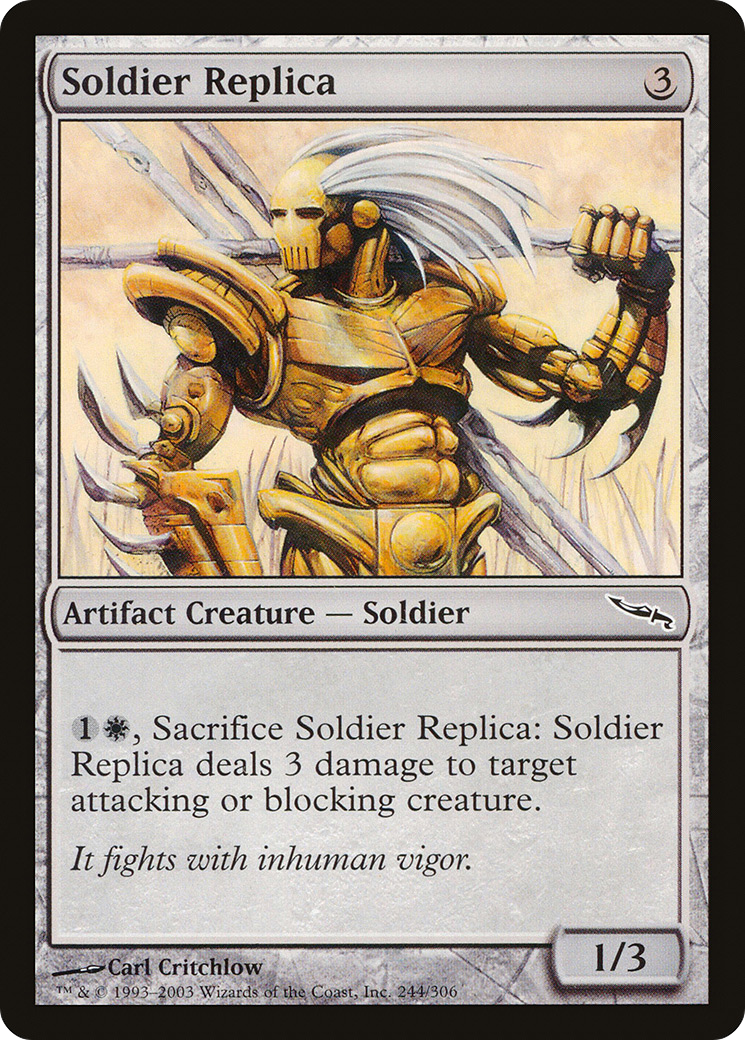 Soldier Replica 3
Artifact Creature — Soldier
1, Sacrifice Soldier Replica: Soldier
Replica deals 3 damage to target
attacking or blocking creature.
It fights with inhuman vigor.
1/3
Carl Critchlow
™ & © 1993–2003 Wizards of the Coast, Inc. 244/306